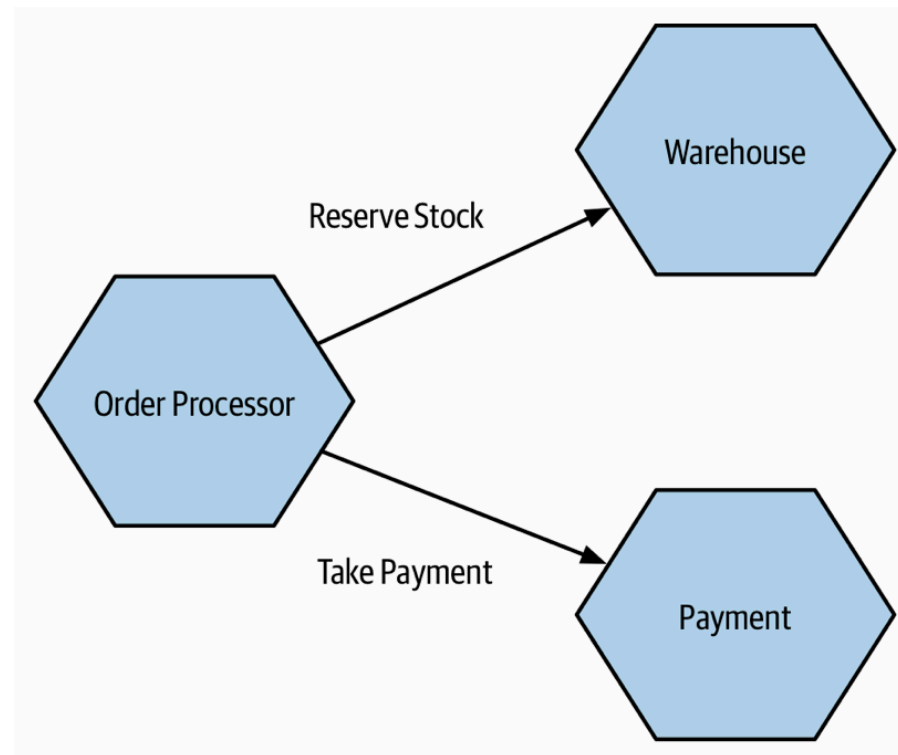 Warehouse
Reserve Stock
Order Processor
Take Payment
Payment